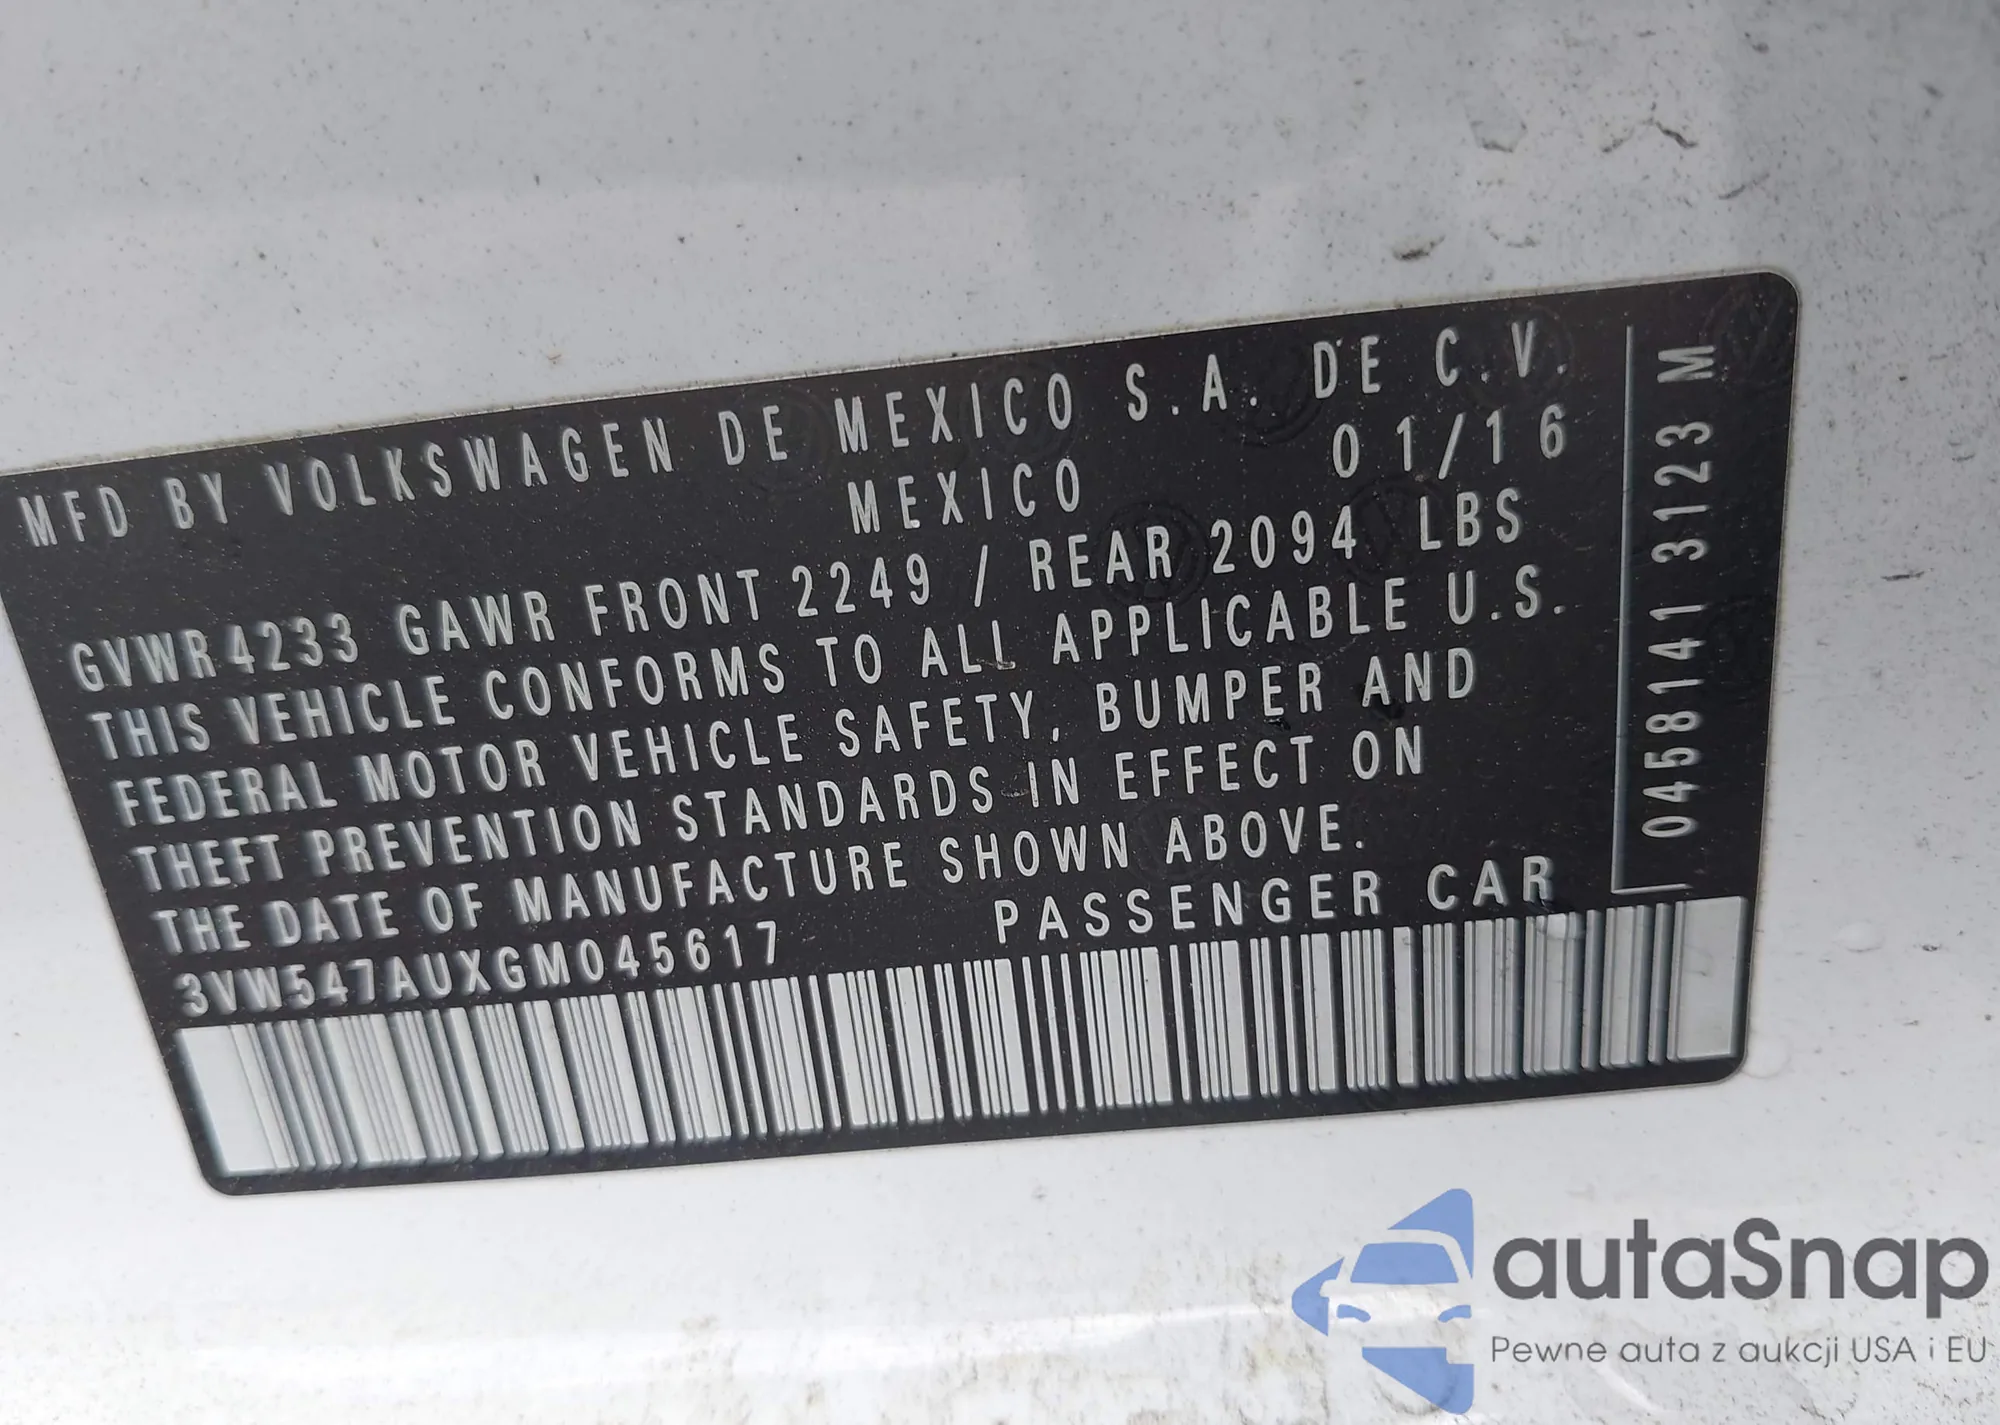 MFD BY VOLKSWAGEN DE MEXICO S.A. DE C.V.
MEXICO 01/16
GVWR 4233 GAWR FRONT 2249 / REAR 2094 LBS
THIS VEHICLE CONFORMS TO ALL APPLICABLE U.S.
FEDERAL MOTOR VEHICLE SAFETY, BUMPER AND
THEFT PREVENTION STANDARDS IN EFFECT ON
THE DATE OF MANUFACTURE SHOWN ABOVE.
3VW547AUXGM045617 PASSENGER CAR
0458141 3123 M
autaSnap
Pewne auta z aukcji USA i EU